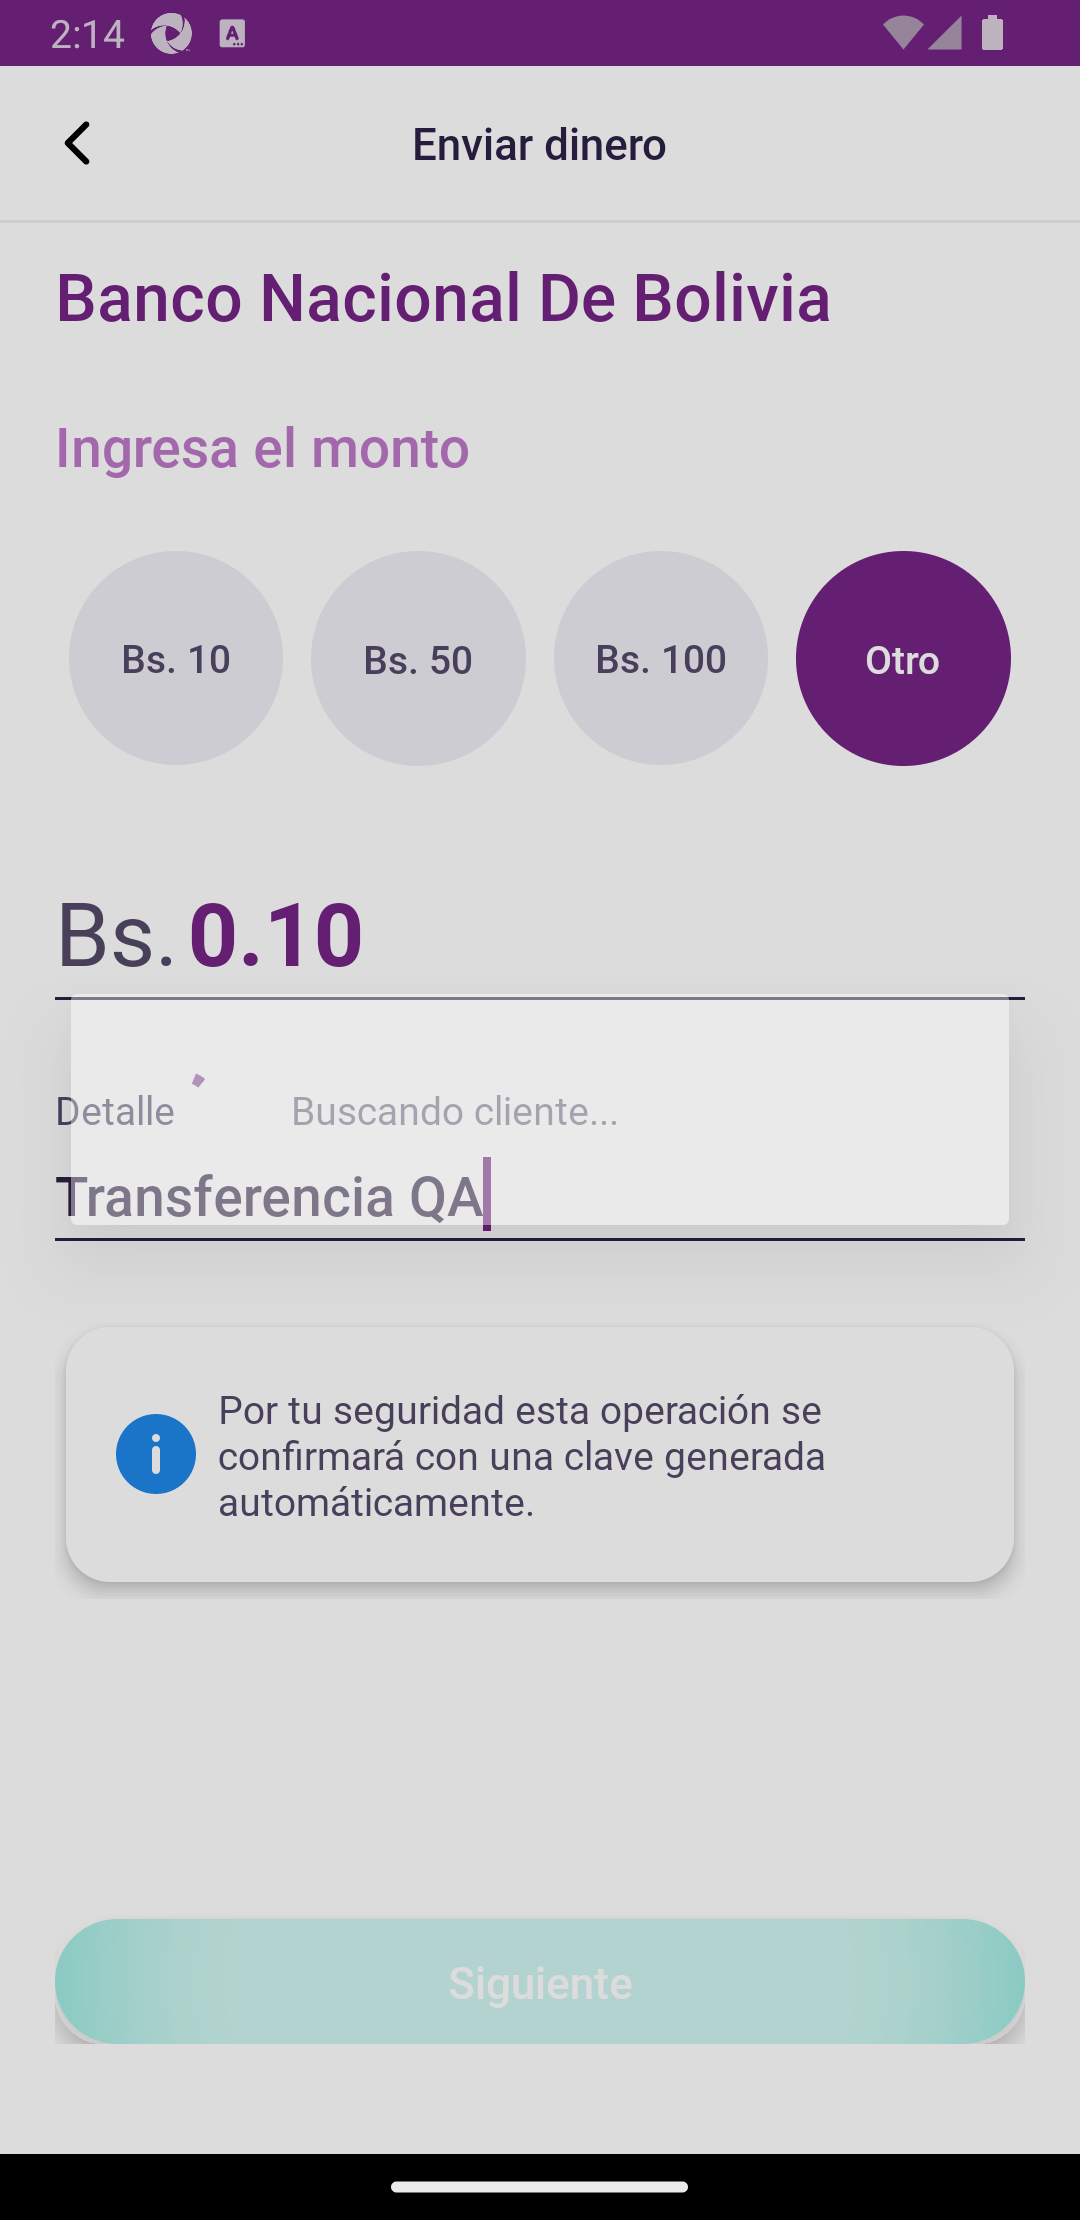 2:14
Enviar dinero
Banco Nacional De Bolivia
Ingresa el monto
Bs. 10
Bs. 50
Bs. 100
Otro
Bs. 0.10
Detalle
Buscando cliente...
Transferencia QA
Por tu seguridad esta operación se
confirmará con una clave generada
automáticamente.
Siguiente